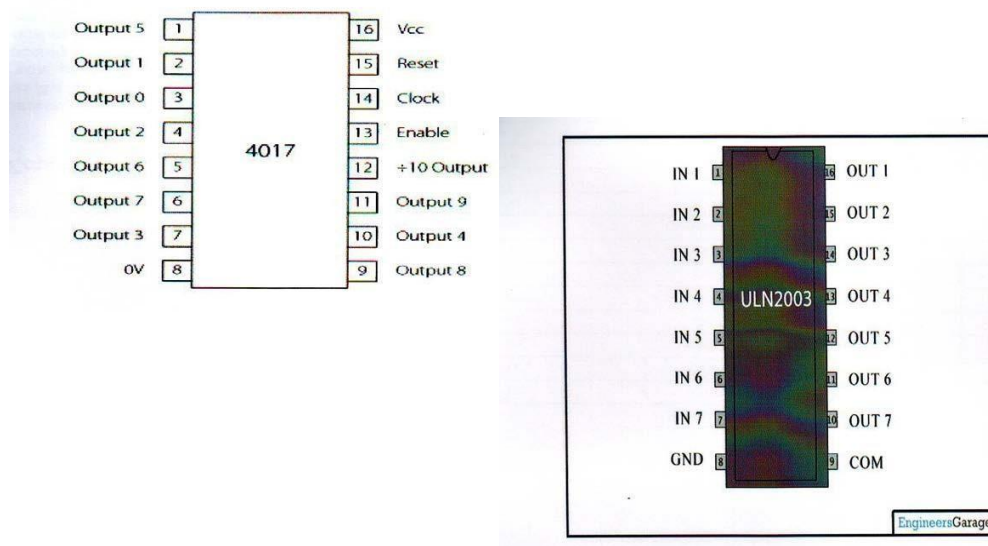 Output 5 1 16 Vcc
Output 1 2 15 Reset
Output 0 3 14 Clock
Output 2 4 13 Enable
4017
Output 6 5 12 ÷10 Output
Output 7 6 11 Output 9
Output 3 7 10 Output 4
0V 8 9 Output 8
IN 1 1 16 OUT 1
IN 2 2 15 OUT 2
IN 3 3 14 OUT 3
IN 4 4 ULN2003 13 OUT 4
IN 5 5 12 OUT 5
IN 6 6 11 OUT 6
IN 7 7 10 OUT 7
GND 8 9 COM
EngineersGarage